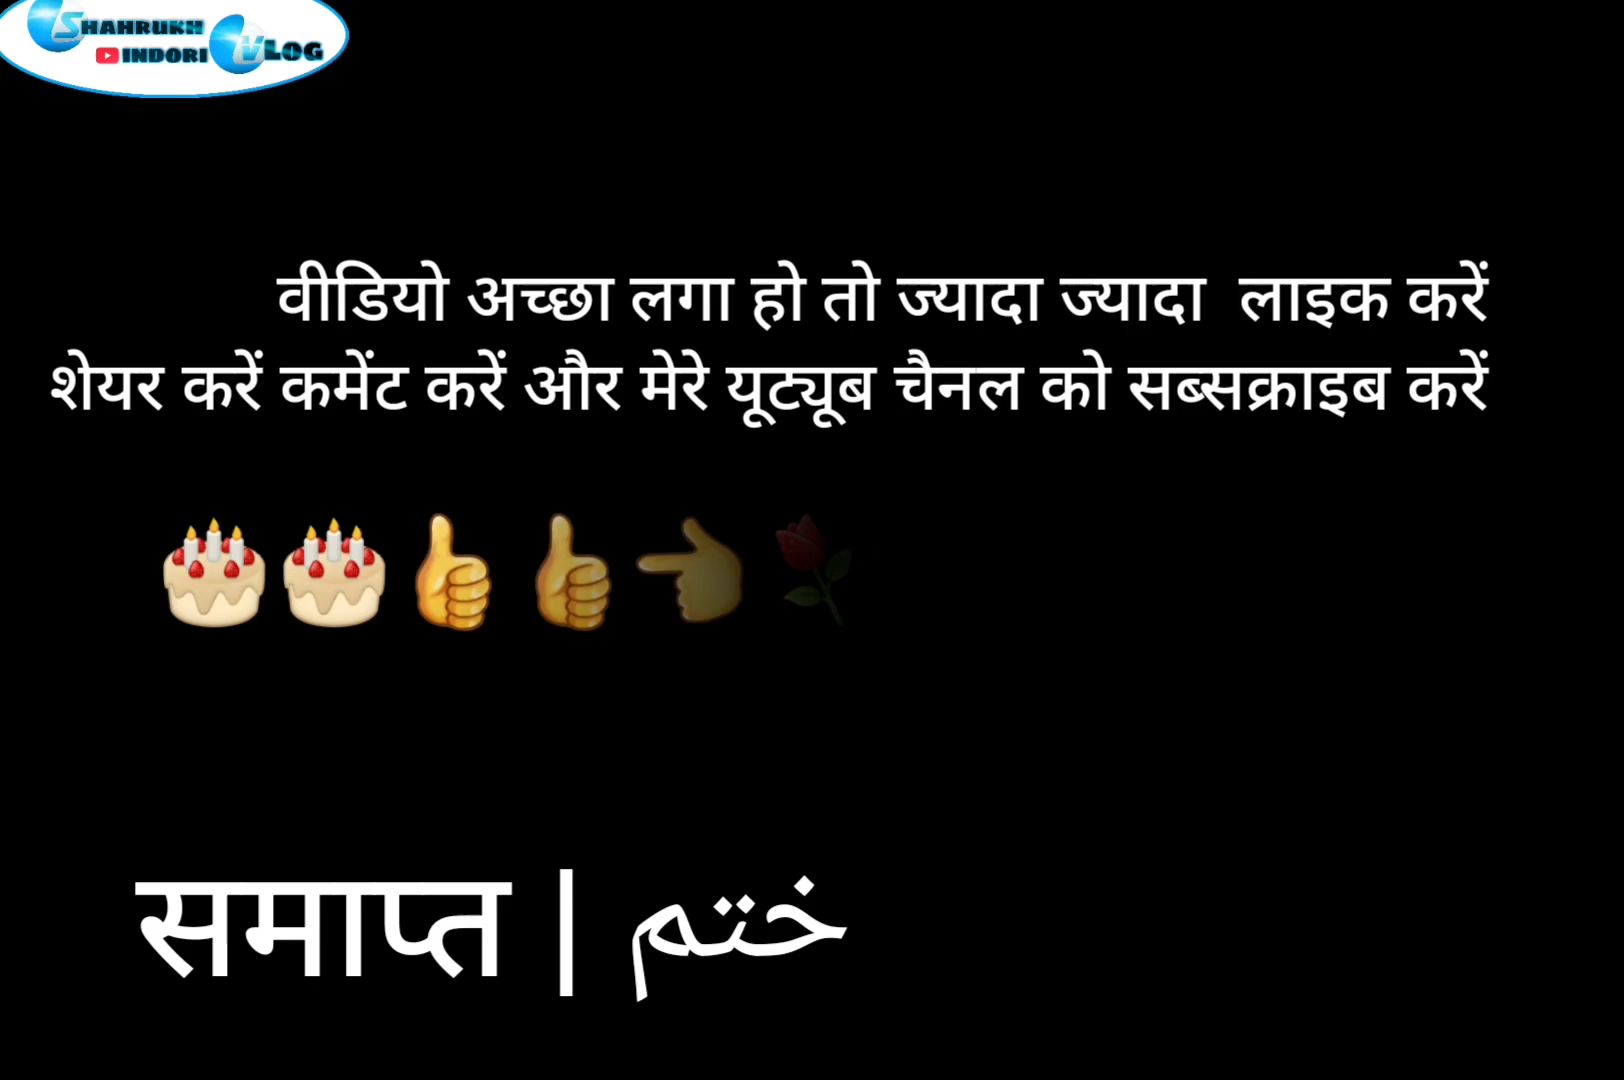 SHAHRUKH
INDORI VLOG
वीडियो अच्छा लगा हो तो ज्यादा ज्यादा लाइक करें
शेयर करें कमेंट करें और मेरे यूट्यूब चैनल को सब्सक्राइब करें
🎂🎂👍👍👈🌹
समाप्त | ختم